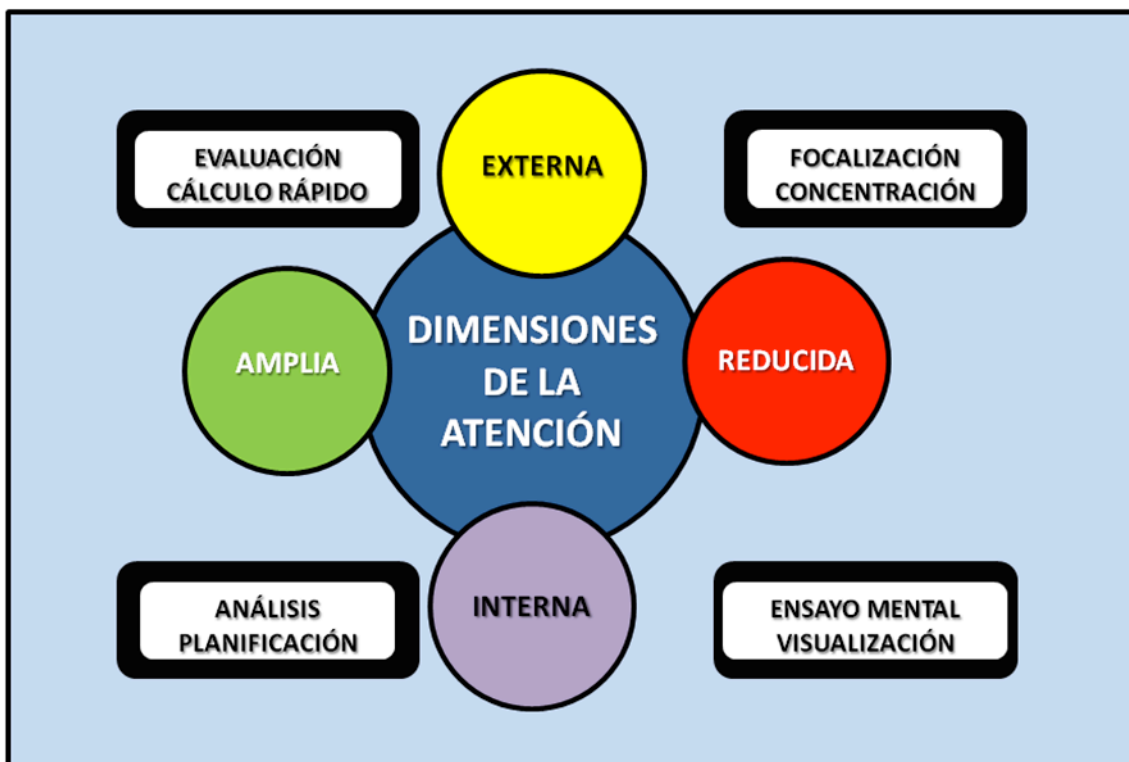 EVALUACIÓN
CÁLCULO RÁPIDO
EXTERNA
FOCALIZACIÓN
CONCENTRACIÓN
AMPLIA
DIMENSIONES
DE LA
ATENCIÓN
REDUCIDA
ANÁLISIS
PLANIFICACIÓN
INTERNA
ENSAYO MENTAL
VISUALIZACIÓN